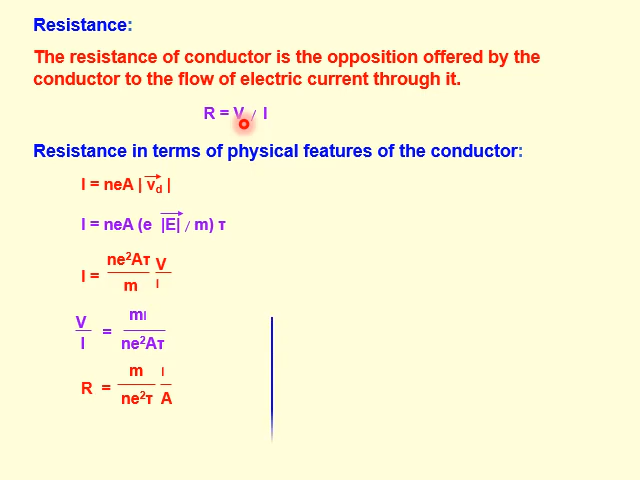 Resistance:
The resistance of conductor is the opposition offered by the
conductor to the flow of electric current through it.
R = V / I
Resistance in terms of physical features of the conductor:
I = neA | v_d |
I = neA (e |E| / m) τ
I = ne²Aτ / m V / l
V / I = ml / ne²Aτ
R = m / ne²τ l / A